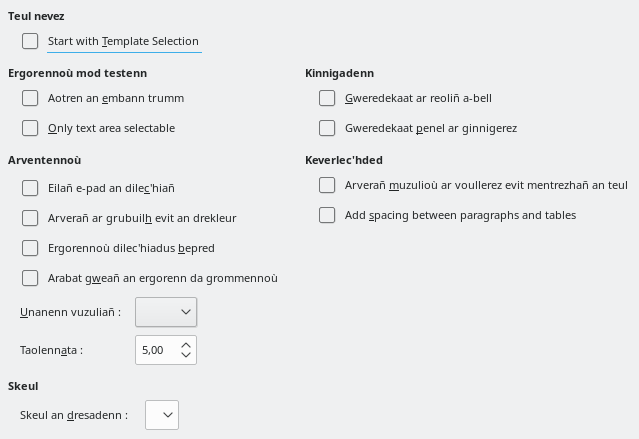 Teul nevez
Start with Template Selection
Ergorennoù mod testenn
Aotren an embann trumm
Only text area selectable
Kinnigadenn
Gweredekaat ar reoliñ a-bell
Gweredekaat penel ar ginnigerez
Arventennoù
Eilañ e-pad an dilec'hiañ
Arverañ ar grubuilh evit an drekleur
Ergorennoù dilec'hiadus bepred
Arabat gweañ an ergorenn da grommennoù
Unanenn vuzuliañ :
Taolennata :
5,00
Keverlec'hded
Arverañ muzulioù ar voullerez evit mentrezhañ an teul
Add spacing between paragraphs and tables
Skeul
Skeul an dresadenn :